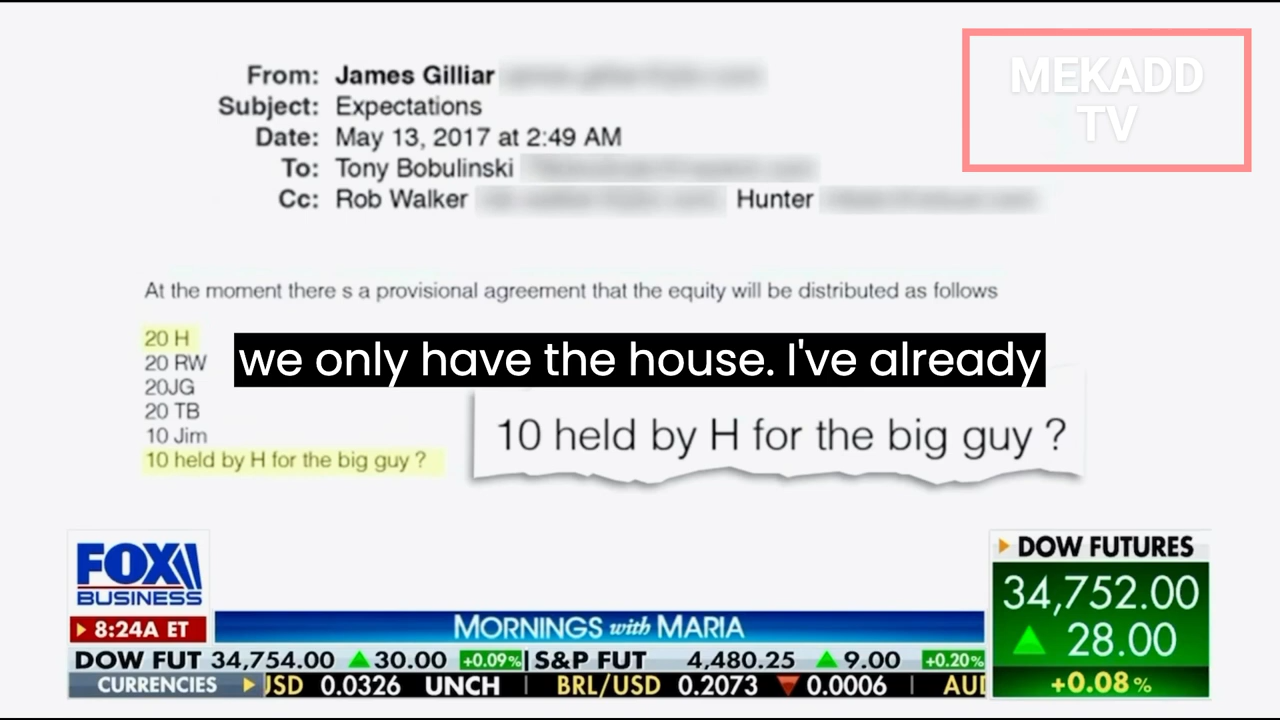 MEKADD
TV
From: James Gilliar
Subject: Expectations
Date: May 13, 2017 at 2:49 AM
To: Tony Bobulinski
Cc: Rob Walker Hunter
At the moment there s a provisional agreement that the equity will be distributed as follows
20 H
20 RW
20JG
20 TB
10 Jim
10 held by H for the big guy ?
we only have the house. I've already
10 held by H for the big guy ?
FOX
BUSINESS
8:24A ET
MORNINGS with MARIA
DOW FUTURES
34,752.00
28.00
+0.08%
DOW FUT 34,754.00 30.00 +0.09% S&P FUT 4,480.25 9.00 +0.20%
CURRENCIES USD 0.0326 UNCH BRL/USD 0.2073 0.0006 AUD